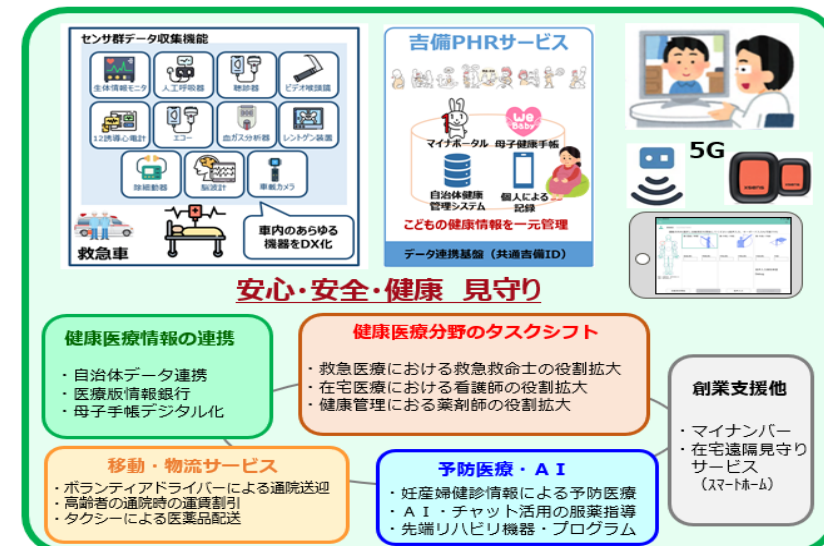 センサ群データ収集機能
生体情報モニタ
人工呼吸器
聴診器
ビデオ喉頭鏡
12誘導心電計
エコー
血ガス分析器
レントゲン装置
除細動器
脳波計
車載カメラ
救急車
車内のあらゆる
機器をDX化
吉備PHRサービス
マイナポータル
We
Baby
母子健康手帳
自治体健康
管理システム
個人による
記録
こどもの健康情報を一元管理
データ連携基盤（共通吉備ID）
5G
安心・安全・健康　見守り
健康医療情報の連携
・自治体データ連携
・医療版情報銀行
・母子手帳デジタル化
健康医療分野のタスクシフト
・救急医療における救急救命士の役割拡大
・在宅医療における看護師の役割拡大
・健康管理におる薬剤師の役割拡大
創業支援他
・マイナンバー
・在宅遠隔見守り
サービス
（スマートホーム）
移動・物流サービス
・ボランティアドライバーによる通院送迎
・高齢者の通院時の運賃割引
・タクシーによる医薬品配送
予防医療・ＡＩ
・妊産婦健診情報による予防医療
・ＡＩ・チャット活用の服薬指導
・先端リハビリ機器・プログラム